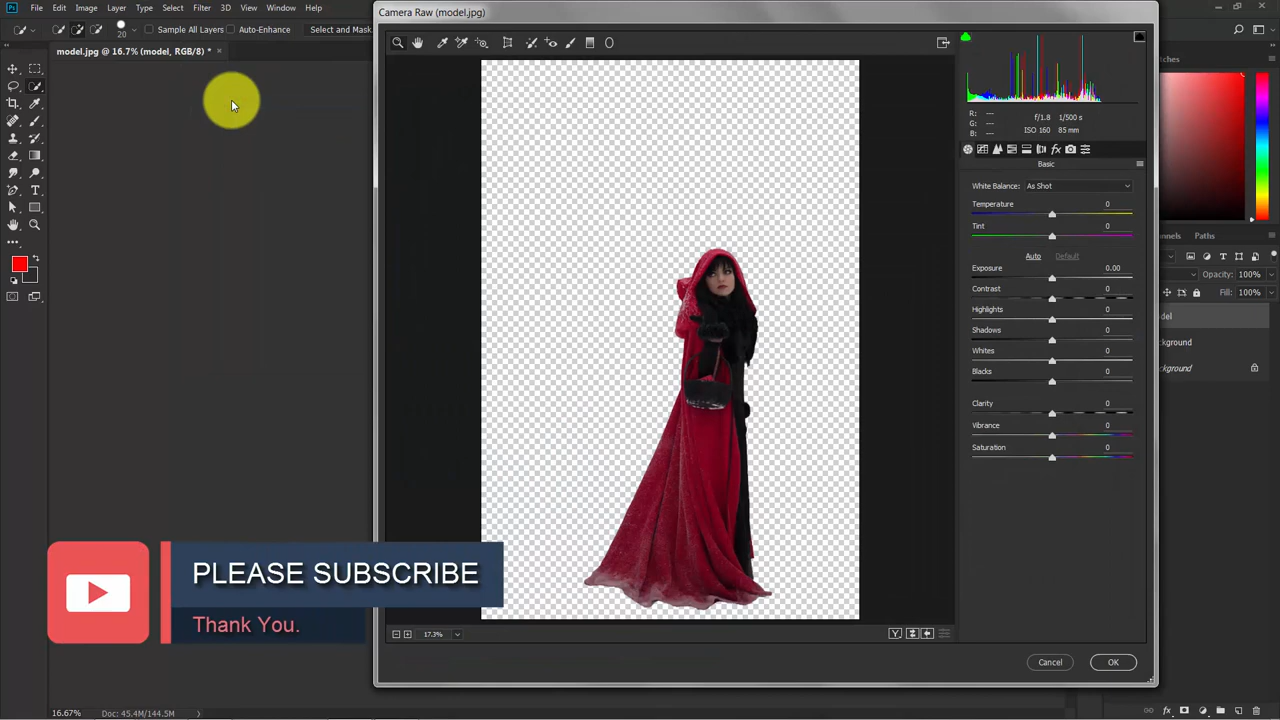 File Edit Image Layer Type Select Filter 3D View Window Help
Camera Raw (model.jpg)
20 Sample All Layers Auto-Enhance Select and Mask
model.jpg @ 16.7% (model, RGB/8) * ×
R: ---
G: ---
B: ---
f/1.8 1/500 s
ISO 160 85 mm
Basic
White Balance: As Shot
Temperature 0
Tint 0
Auto Default
Exposure 0.00
Contrast 0
Highlights 0
Shadows 0
Whites 0
Blacks 0
Clarity 0
Vibrance 0
Saturation 0
Paths
Opacity: 100%
Fill: 100%
PLEASE SUBSCRIBE
Thank You.
17.3%
Cancel OK
16.67% Doc: 45.4M/144.5M